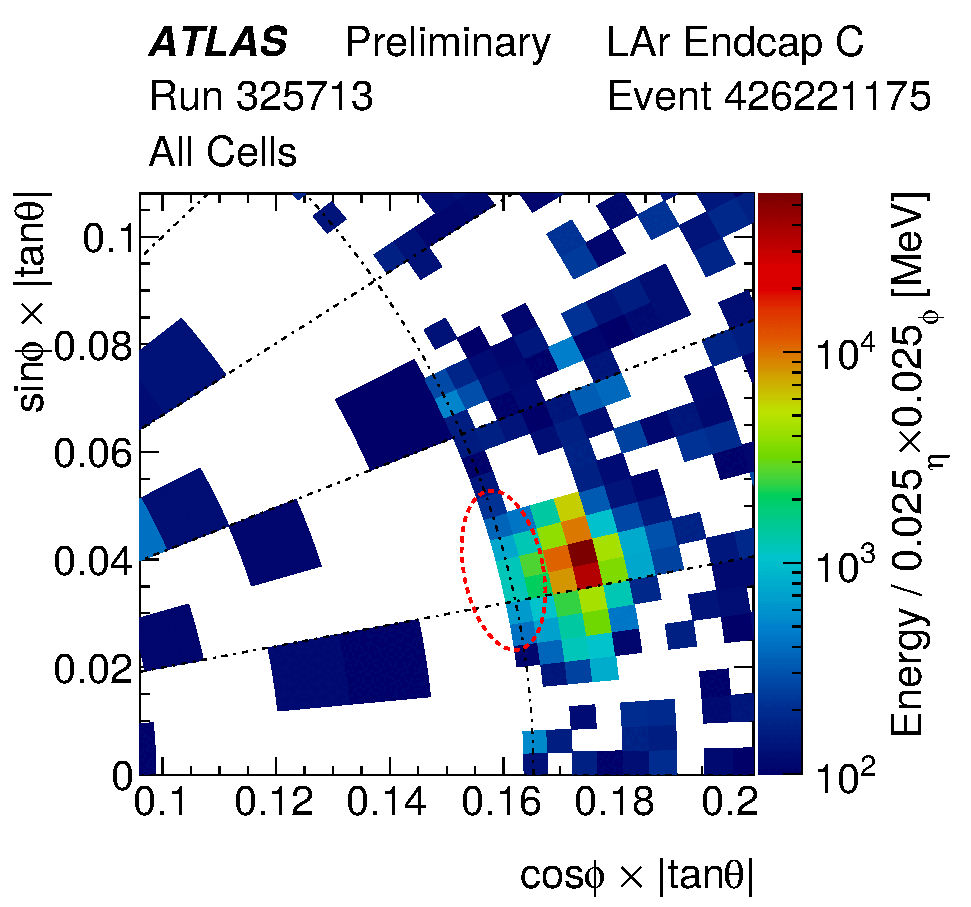 ATLAS Preliminary LAr Endcap C
Run 325713 Event 426221175
All Cells
sinφ × |tanθ|
0.1
0.08
0.06
0.04
0.02
0
0.1 0.12 0.14 0.16 0.18 0.2
cosφ × |tanθ|
10⁴
10³
10²
Energy / 0.025η × 0.025φ [MeV]